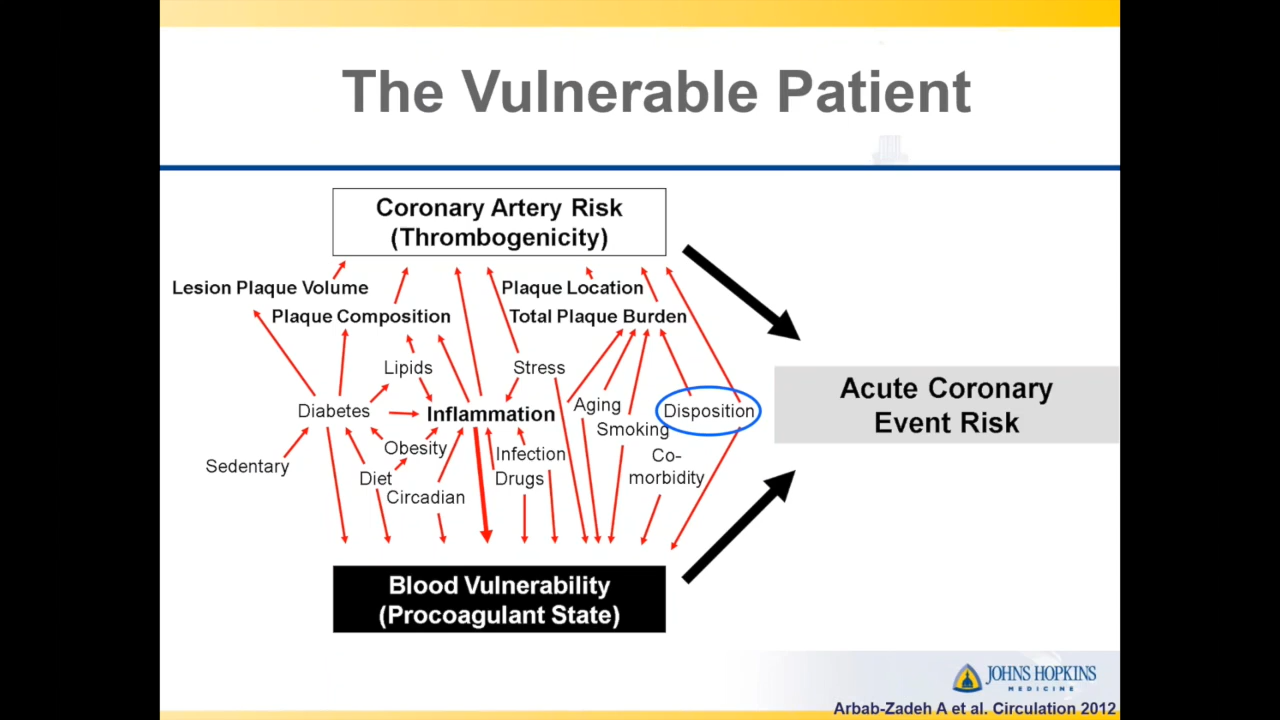 The Vulnerable Patient
Coronary Artery Risk
(Thrombogenicity)
Lesion Plaque Volume
Plaque Location
Plaque Composition
Total Plaque Burden
Lipids
Stress
Diabetes
Inflammation
Aging
Disposition
Smoking
Obesity
Sedentary
Infection
Co-
morbidity
Diet
Drugs
Circadian
Acute Coronary
Event Risk
Blood Vulnerability
(Procoagulant State)
JOHNS HOPKINS
MEDICINE
Arbab-Zadeh A et al. Circulation 2012